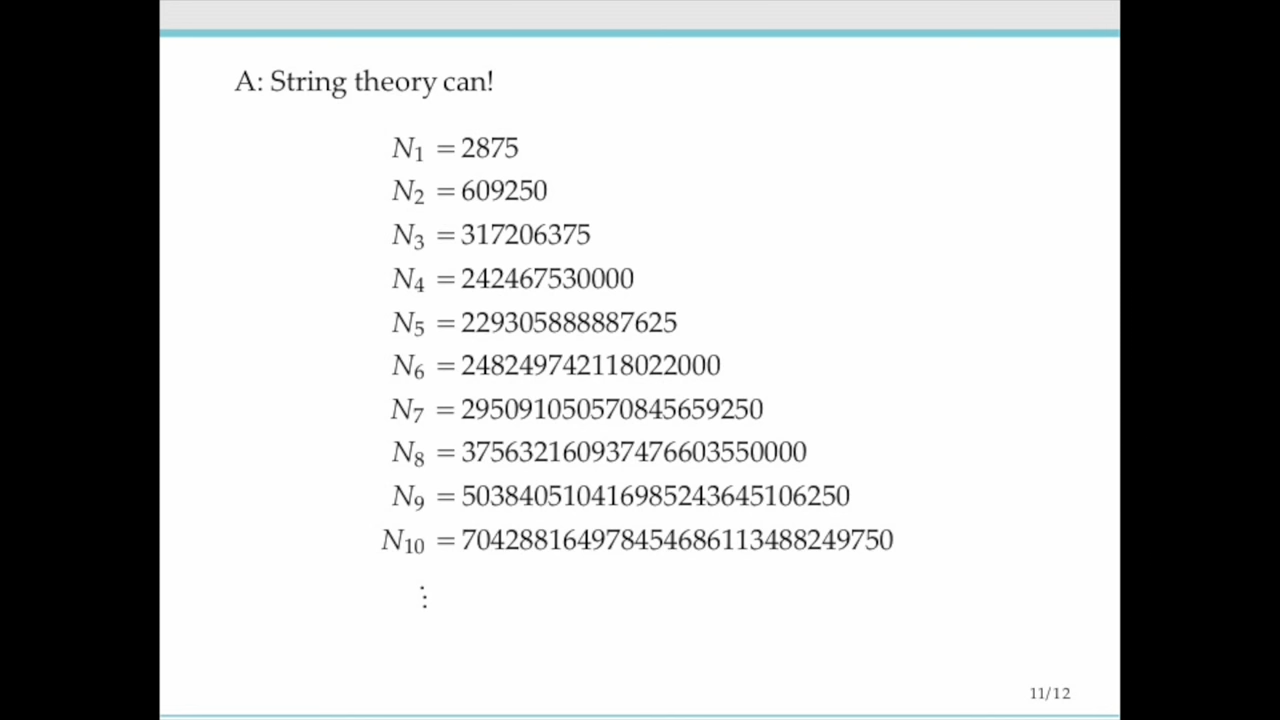 A: String theory can!
N₁ = 2875
N₂ = 609250
N₃ = 317206375
N₄ = 242467530000
N₅ = 229305888887625
N₆ = 248249742118022000
N₇ = 295091050570845659250
N₈ = 375632160937476603550000
N₉ = 503840510416985243645106250
N₁₀ = 704288164978454686113488249750
⋮
11/12